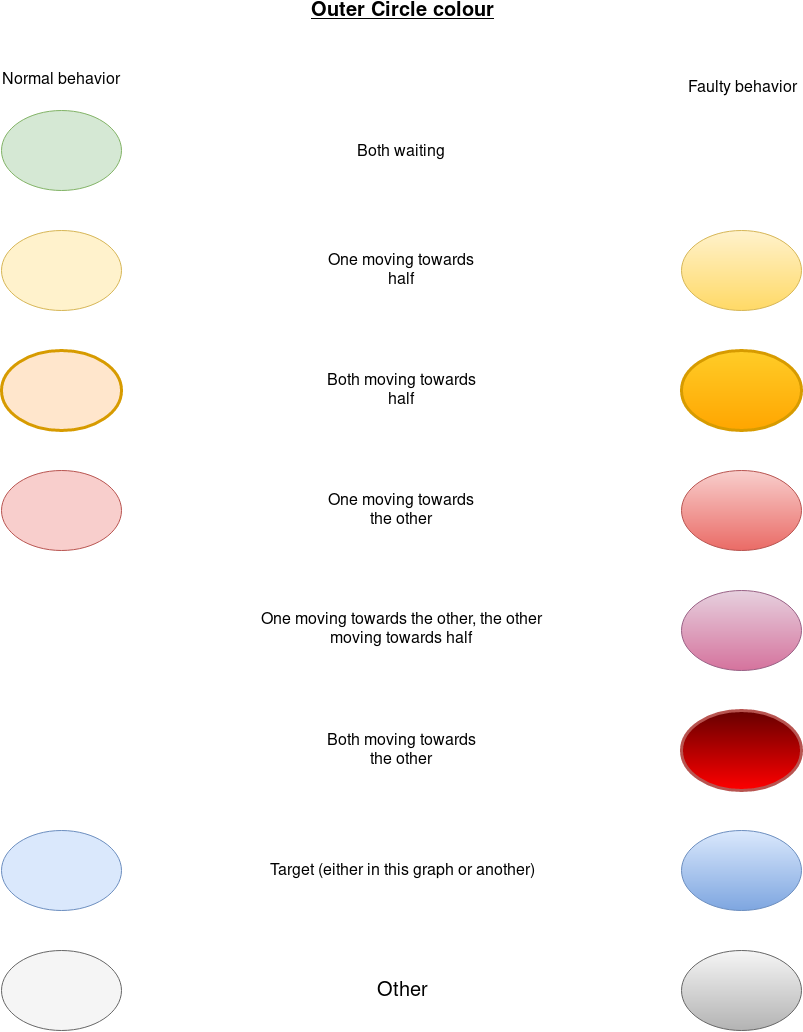 Outer Circle colour
Normal behavior
Faulty behavior
Both waiting
One moving towards
half
Both moving towards
half
One moving towards
the other
One moving towards the other, the other
moving towards half
Both moving towards
the other
Target (either in this graph or another)
Other